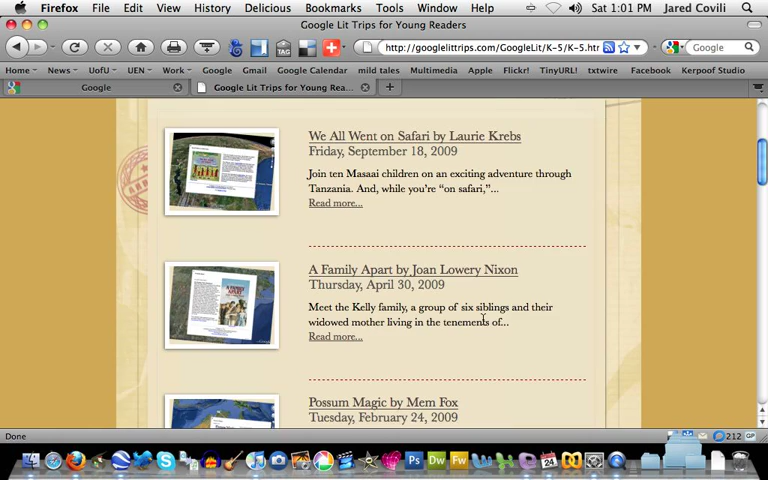 Firefox File Edit View History Delicious Bookmarks Tools Window Help Sat 1:01 PM Jared Covili
Google Lit Trips for Young Readers
http://googlelittrips.com/GoogleLit/K-5/K-5.htm Google
Home News UofU UEN Work Google Gmail Google Calendar mild tales Multimedia Apple Flickr! TinyURL! txtwire Facebook Kerpoof Studio
Google Google Lit Trips for Young Rea...
We All Went on Safari by Laurie Krebs
Friday, September 18, 2009
Join ten Masaai children on an exciting adventure through
Tanzania. And, while you're “on safari,”...
Read more...
A Family Apart by Joan Lowery Nixon
Thursday, April 30, 2009
Meet the Kelly family, a group of six siblings and their
widowed mother living in the tenements of...
Read more...
Possum Magic by Mem Fox
Tuesday, February 24, 2009
Done 212 GP
Ps Dw Fw 24